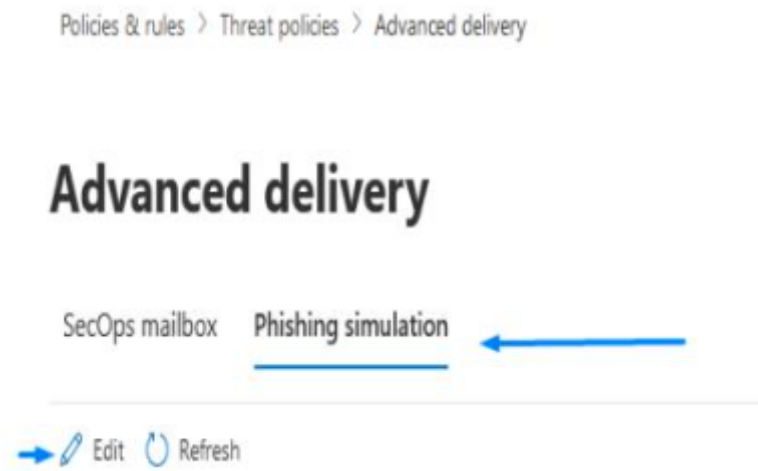 Policies & rules > Threat policies > Advanced delivery
Advanced delivery
SecOps mailbox Phishing simulation
Edit Refresh